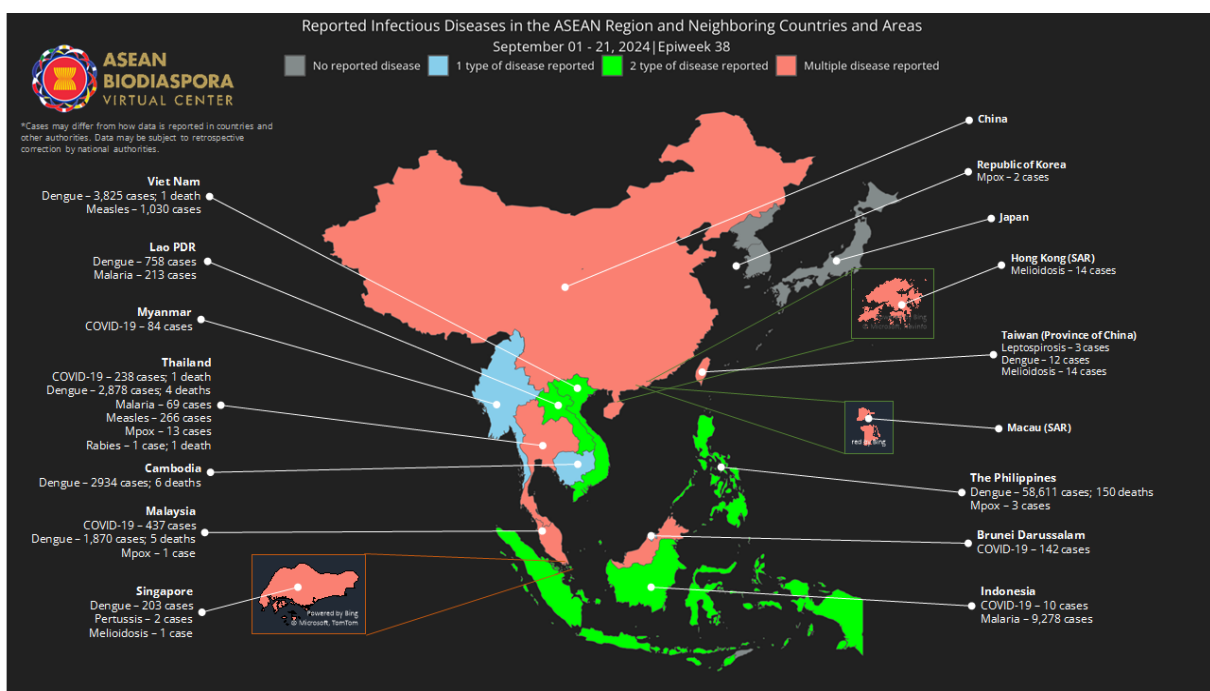 Reported Infectious Diseases in the ASEAN Region and Neighboring Countries and Areas
September 01 - 21, 2024|Epiweek 38
No reported disease
1 type of disease reported
2 type of disease reported
Multiple disease reported
ASEAN
BIODIASPORA
VIRTUAL CENTER
*Cases may differ from how data is reported in countries and
other authorities. Data may be subject to retrospective
correction by national authorities.
Viet Nam
Dengue – 3,825 cases; 1 death
Measles – 1,030 cases
Lao PDR
Dengue – 758 cases
Malaria – 213 cases
Myanmar
COVID-19 – 84 cases
Thailand
COVID-19 – 238 cases; 1 death
Dengue – 2,878 cases; 4 deaths
Malaria – 69 cases
Measles – 266 cases
Mpox – 13 cases
Rabies – 1 case; 1 death
Cambodia
Dengue – 2934 cases; 6 deaths
Malaysia
COVID-19 – 437 cases
Dengue – 1,870 cases; 5 deaths
Mpox – 1 case
Singapore
Dengue – 203 cases
Pertussis – 2 cases
Melioidosis – 1 case
Powered by Bing
© Microsoft, TomTom
China
Republic of Korea
Mpox – 2 cases
Japan
Hong Kong (SAR)
Melioidosis – 14 cases
© Microsoft, TomTom
Taiwan (Province of China)
Leptospirosis – 3 cases
Dengue – 12 cases
Melioidosis – 14 cases
Macau (SAR)
red by Bing
The Philippines
Dengue – 58,611 cases; 150 deaths
Mpox – 3 cases
Brunei Darussalam
COVID-19 – 142 cases
Indonesia
COVID-19 – 10 cases
Malaria – 9,278 cases